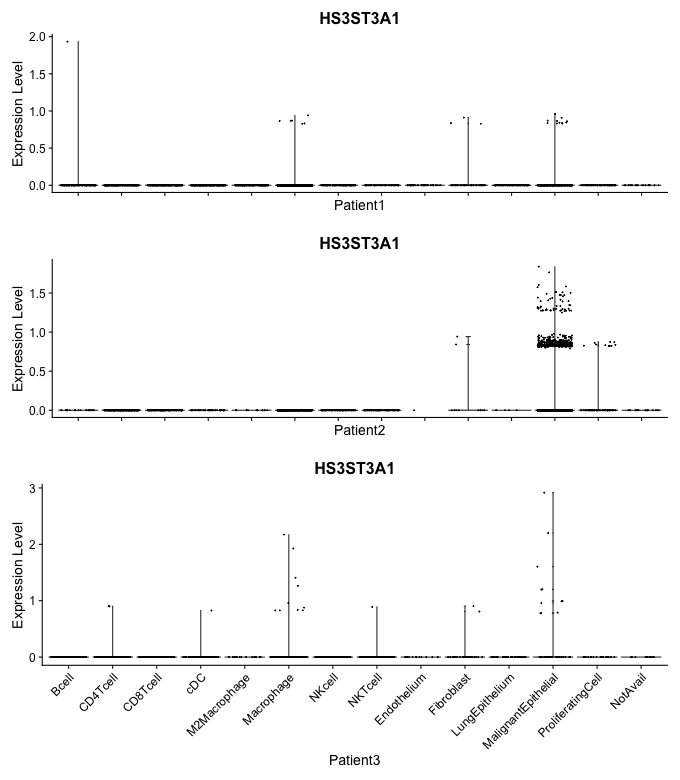 HS3ST3A1
Expression Level
2.0
1.5
1.0
0.5
0.0
Patient1
HS3ST3A1
Expression Level
1.5
1.0
0.5
0.0
Patient2
HS3ST3A1
Expression Level
3
2
1
0
Bcell
CD4Tcell
CD8Tcell
cDC
M2Macrophage
Macrophage
NKcell
NKTcell
Endothelium
Fibroblast
LungEpithelium
MalignantEpithelial
ProliferatingCell
NotAvail
Patient3